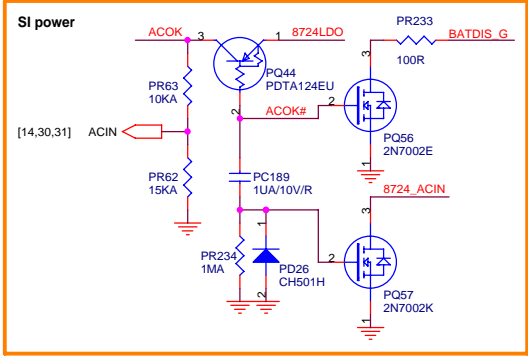 SI power
ACOK
3
1
8724LDO
PR233
BATDIS_G
100R
PQ44
PDTA124EU
PR63
10KA
2
ACOK#
2
3
[14,30,31]
ACIN
PQ56
2N7002E
1
PR62
15KA
PC189
1UA/10V/R
8724_ACIN
3
PR234
1MA
1
2
PD26
CH501H
2
PQ57
2N7002K
1